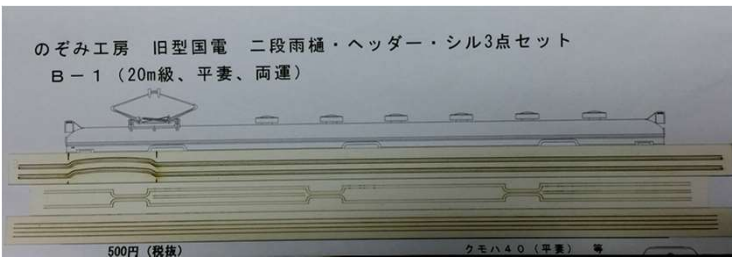 のぞみ工房　旧型国電　二段雨樋・ヘッダー・シル3点セット
B－1（20m級、平妻、両運）
500円（税抜）
クモハ40（平妻）　等